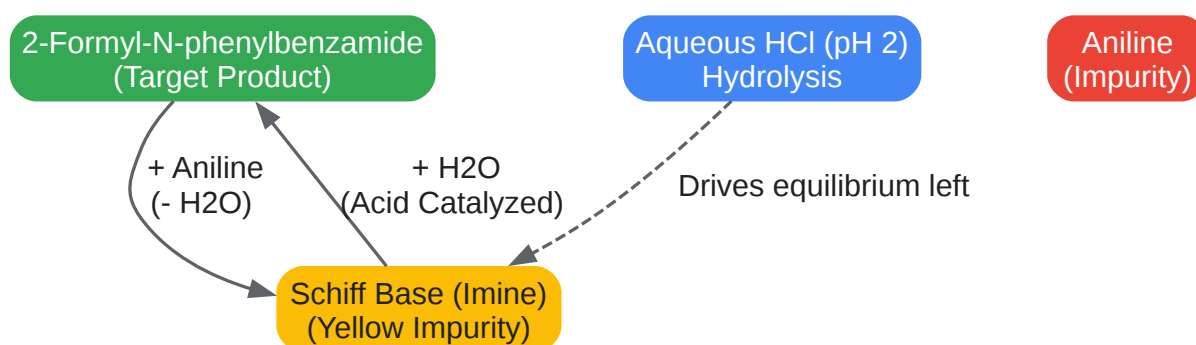 2-Formyl-N-phenylbenzamide
(Target Product)
Aqueous HCl (pH 2)
Hydrolysis
Aniline
(Impurity)
+ Aniline
(- H2O)
+ H2O
(Acid Catalyzed)
Drives equilibrium left
Schiff Base (Imine)
(Yellow Impurity)